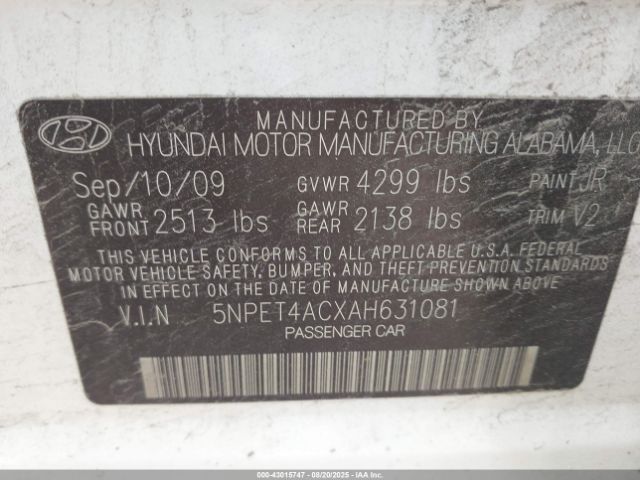 MANUFACTURED BY
HYUNDAI MOTOR MANUFACTURING ALABAMA, LLC
Sep/10/09 GVWR 4299 lbs PAINT JR
GAWR FRONT 2513 lbs GAWR REAR 2138 lbs TRIM V2
THIS VEHICLE CONFORMS TO ALL APPLICABLE U.S.A. FEDERAL
MOTOR VEHICLE SAFETY, BUMPER, AND THEFT PREVENTION STANDARDS
IN EFFECT ON THE DATE OF MANUFACTURE SHOWN ABOVE
V.I.N 5NPET4ACXAH631081
PASSENGER CAR
000-43015747 - 08/20/2025 - IAAI.COM